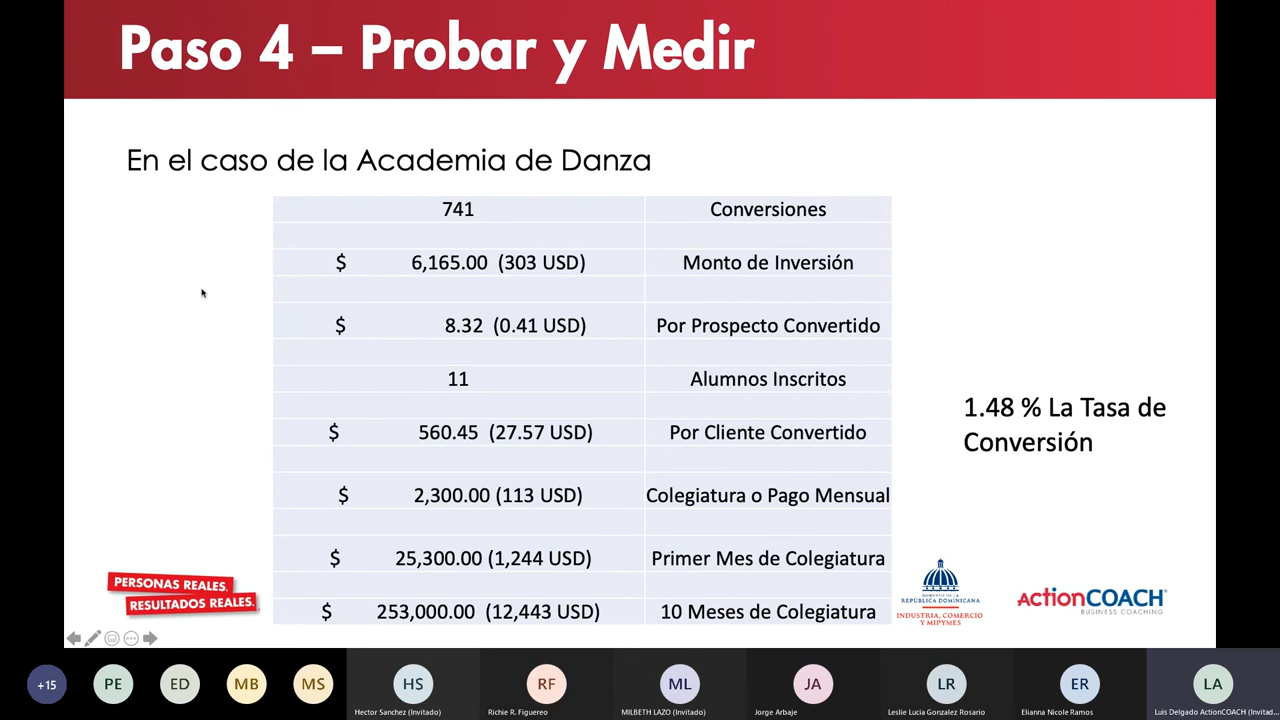 Paso 4 – Probar y Medir
En el caso de la Academia de Danza
741 Conversiones
$ 6,165.00 (303 USD) Monto de Inversión
$ 8.32 (0.41 USD) Por Prospecto Convertido
11 Alumnos Inscritos
$ 560.45 (27.57 USD) Por Cliente Convertido
$ 2,300.00 (113 USD) Colegiatura o Pago Mensual
$ 25,300.00 (1,244 USD) Primer Mes de Colegiatura
$ 253,000.00 (12,443 USD) 10 Meses de Colegiatura
1.48 % La Tasa de
Conversión
PERSONAS REALES.
RESULTADOS REALES.
GOBIERNO DE LA
REPÚBLICA DOMINICANA
INDUSTRIA, COMERCIO
Y MIPYMES
ActionCOACH
BUSINESS COACHING
+15 PE ED MB MS HS RF ML JA LR ER LA
Hector Sanchez (Invitado) Richie R. Figuereo MILBETH LAZO (Invitado) Jorge Arbaje Leslie Lucia Gonzalez Rosario Elianna Nicole Ramos Luis Delgado ActionCOACH (Invitad...